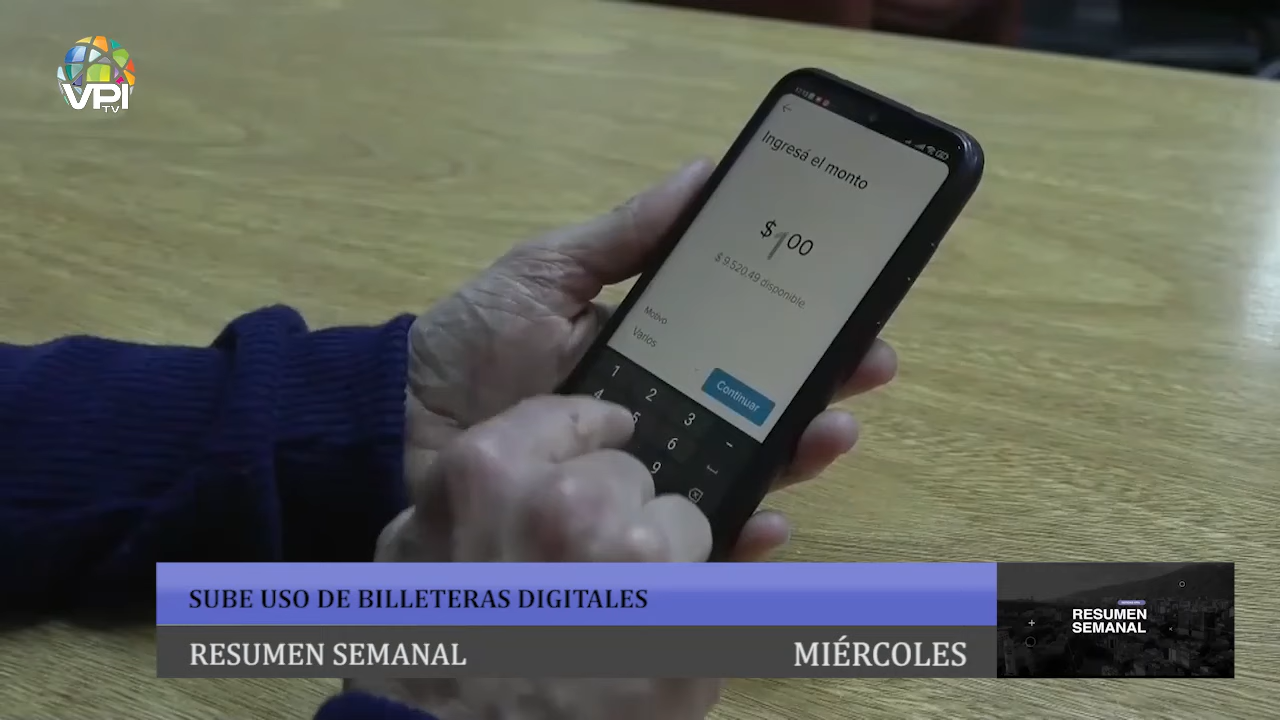 VPI
TV
Ingresá el monto
$ 1 00
$ 9.520,49 disponible
Motivo
Varios
Continuar
1
2
3
-
4
5
6
9
SUBE USO DE BILLETERAS DIGITALES
RESUMEN SEMANAL
MIÉRCOLES
RESUMEN
SEMANAL